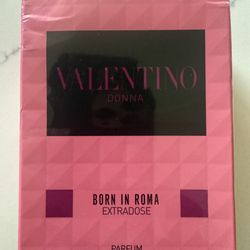 VALENTINO
DONNA
BORN IN ROMA
EXTRADOSE
PARFUM